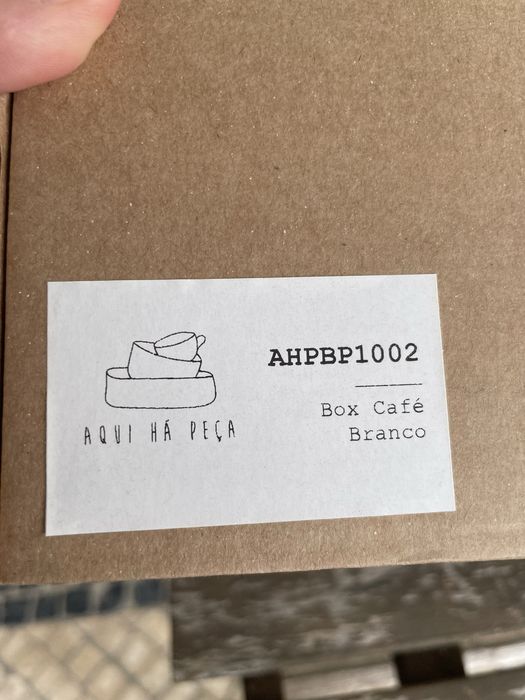 AQUI HÁ PEÇA
AHPBP1002
Box Café
Branco